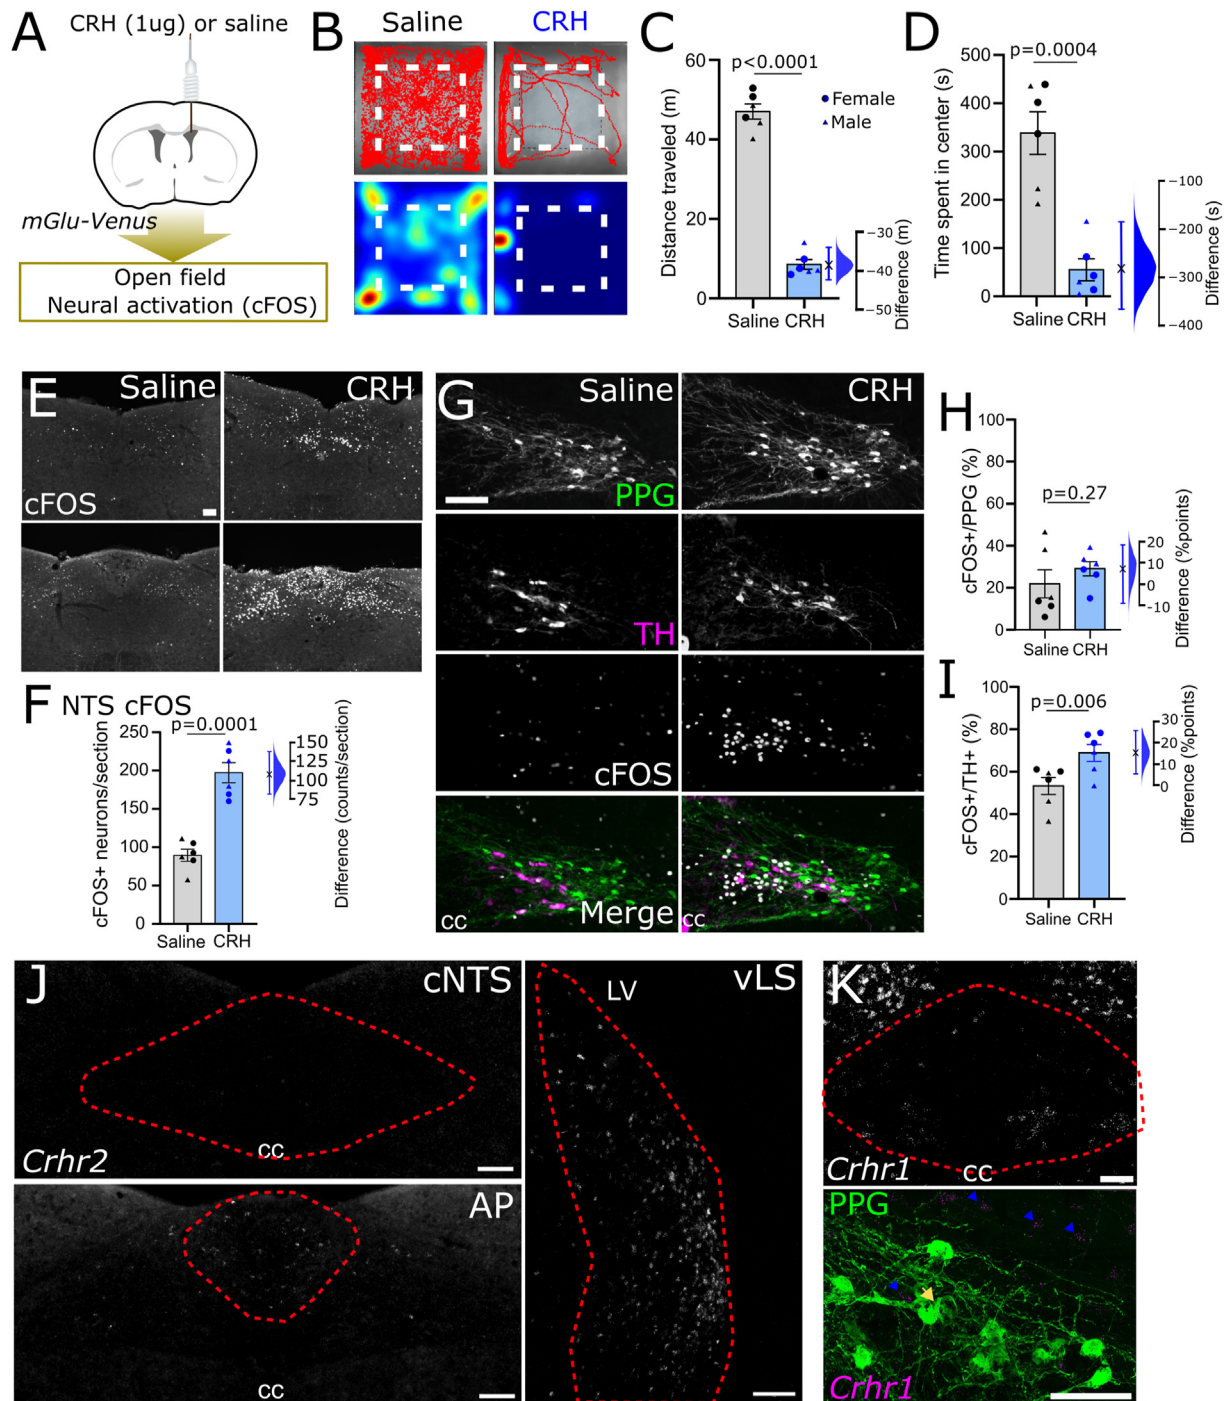 A
CRH (1ug) or saline
mGlu-Venus
Open field
Neural activation (cFOS)
B
Saline
CRH
C
Distance traveled (m)
60
40
20
0
p<0.0001
Female
Male
Saline CRH
−30
−40
−50
Difference (m)
D
Time spent in center (s)
500
400
300
200
100
0
p=0.0004
Saline CRH
−100
−200
−300
−400
Difference (s)
E
Saline
CRH
cFOS
F NTS cFOS
cFOS+ neurons/section
250
200
150
100
50
0
p=0.0001
Saline CRH
150
125
100
75
Difference (counts/section)
G
Saline
CRH
PPG
TH
cFOS
cc
Merge
cc
H
cFOS+/PPG (%)
100
80
60
40
20
0
p=0.27
Saline CRH
20
10
0
−10
Difference (%points)
I
cFOS+/TH+ (%)
100
80
60
40
20
0
p=0.006
Saline CRH
30
20
10
0
Difference (%points)
J
cNTS
cc
Crhr2
AP
cc
LV
vLS
K
Crhr1
cc
PPG
Crhr1